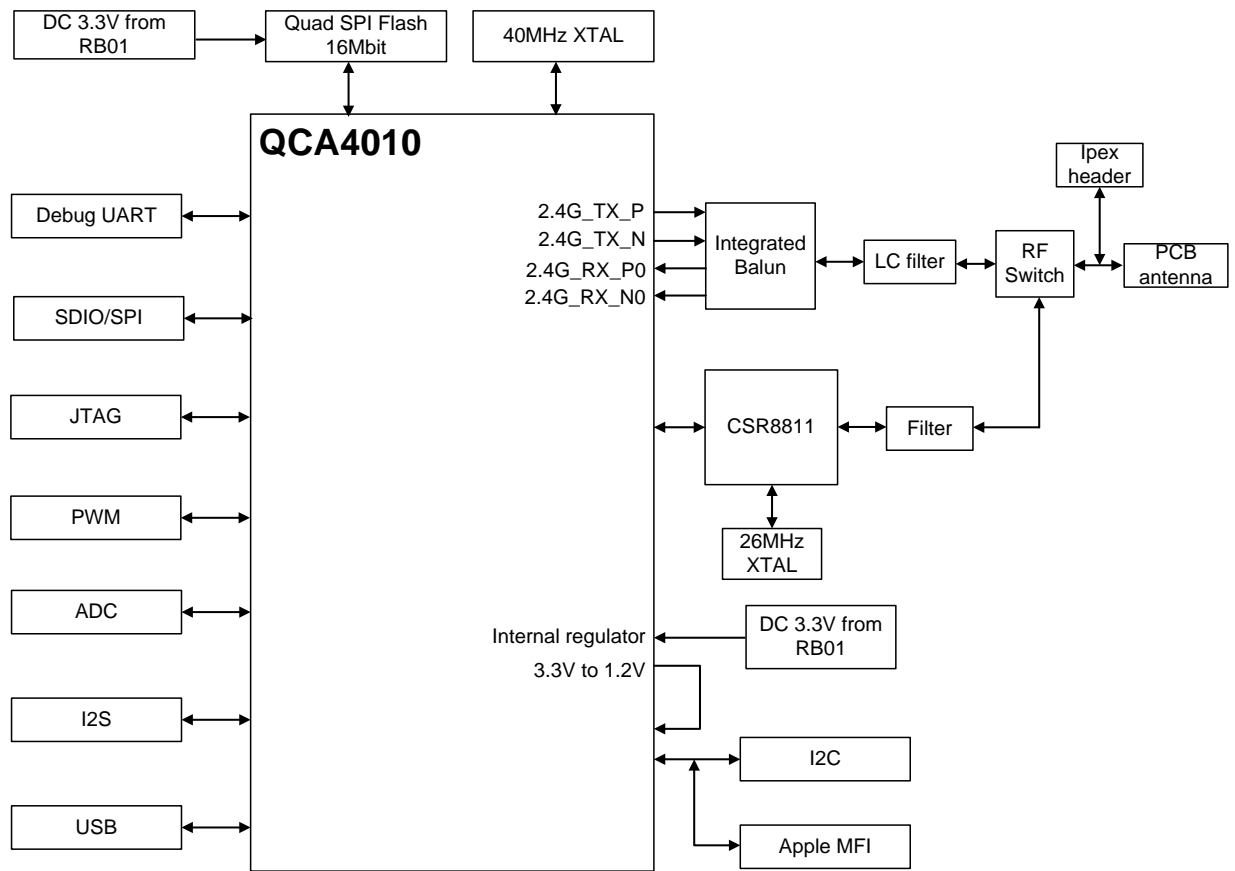 DC 3.3V from
RB01
Quad SPI Flash
16Mbit
40MHz XTAL
QCA4010
Debug UART
SDIO/SPI
JTAG
PWM
ADC
I2S
USB
2.4G_TX_P
2.4G_TX_N
2.4G_RX_P0
2.4G_RX_N0
Integrated
Balun
LC filter
RF
Switch
Ipex
header
PCB
antenna
CSR8811
Filter
26MHz
XTAL
Internal regulator
3.3V to 1.2V
DC 3.3V from
RB01
I2C
Apple MFI